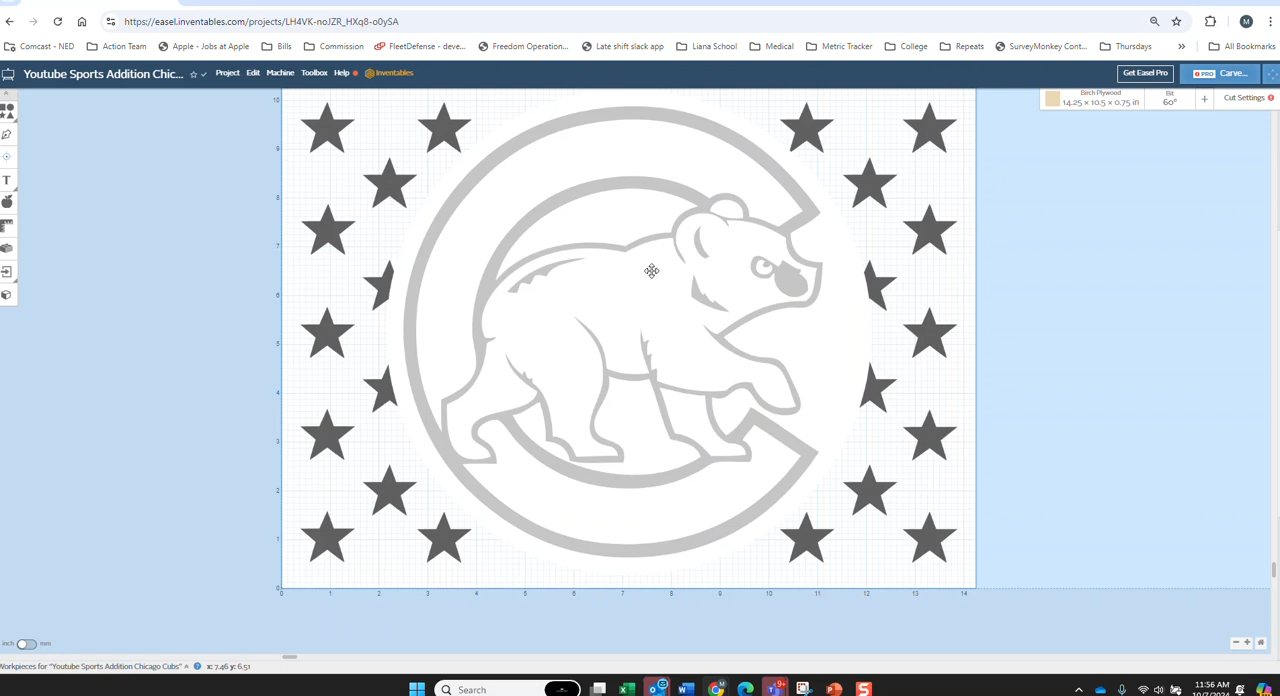 https://easel.inventables.com/projects/LH4VK-noJZR_HXq8-o0ySA
M
Comcast - NED Action Team Apple - Jobs at Apple Bills Commission FleetDefense - deve... Freedom Operation... Late shift slack app Liana School Medical Metric Tracker College Repeats SurveyMonkey Cont... Thursdays » All Bookmarks
Youtube Sports Addition Chic... Project Edit Machine Toolbox Help Inventables Get Easel Pro PRO Carve...
Birch Plywood
14.25 × 10.5 × 0.75 in
Bit
60°
+
Cut Settings
T
10
9
8
7
6
5
4
3
2
1
0
0 1 2 3 4 5 6 7 8 9 10 11 12 13 14
inch mm
Workpieces for "Youtube Sports Addition Chicago Cubs" x: 7.46 y: 6.51
Search
9+
11:56 AM
10/7/2024